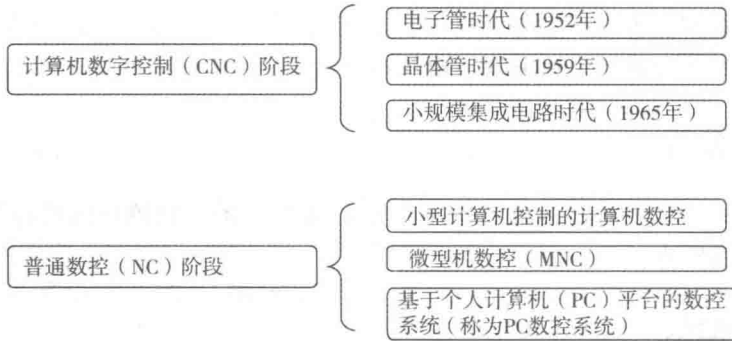 计算机数字控制（CNC）阶段
电子管时代（1952年）
晶体管时代（1959年）
小规模集成电路时代（1965年）
普通数控（NC）阶段
小型计算机控制的计算机数控
微型机数控（MNC）
基于个人计算机（PC）平台的数控
系统（称为PC数控系统）